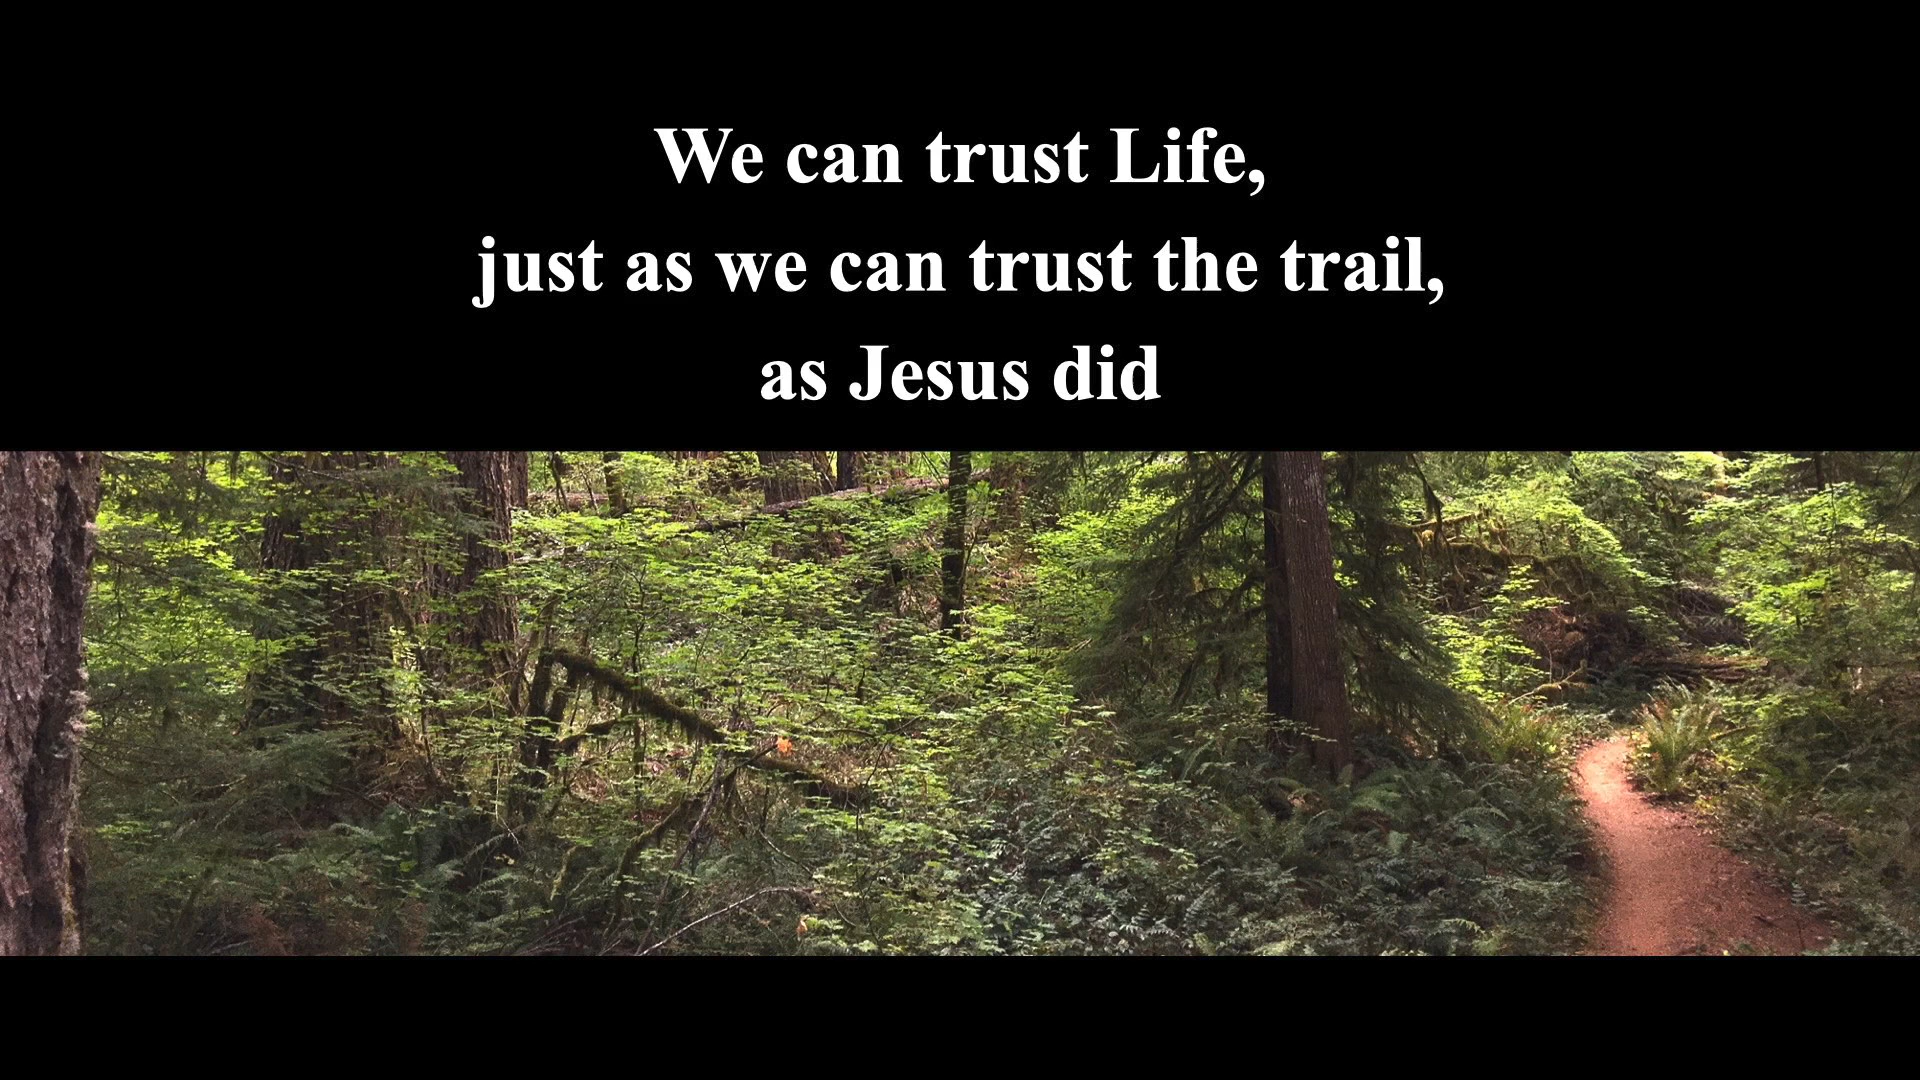 We can trust Life,
just as we can trust the trail,
as Jesus did